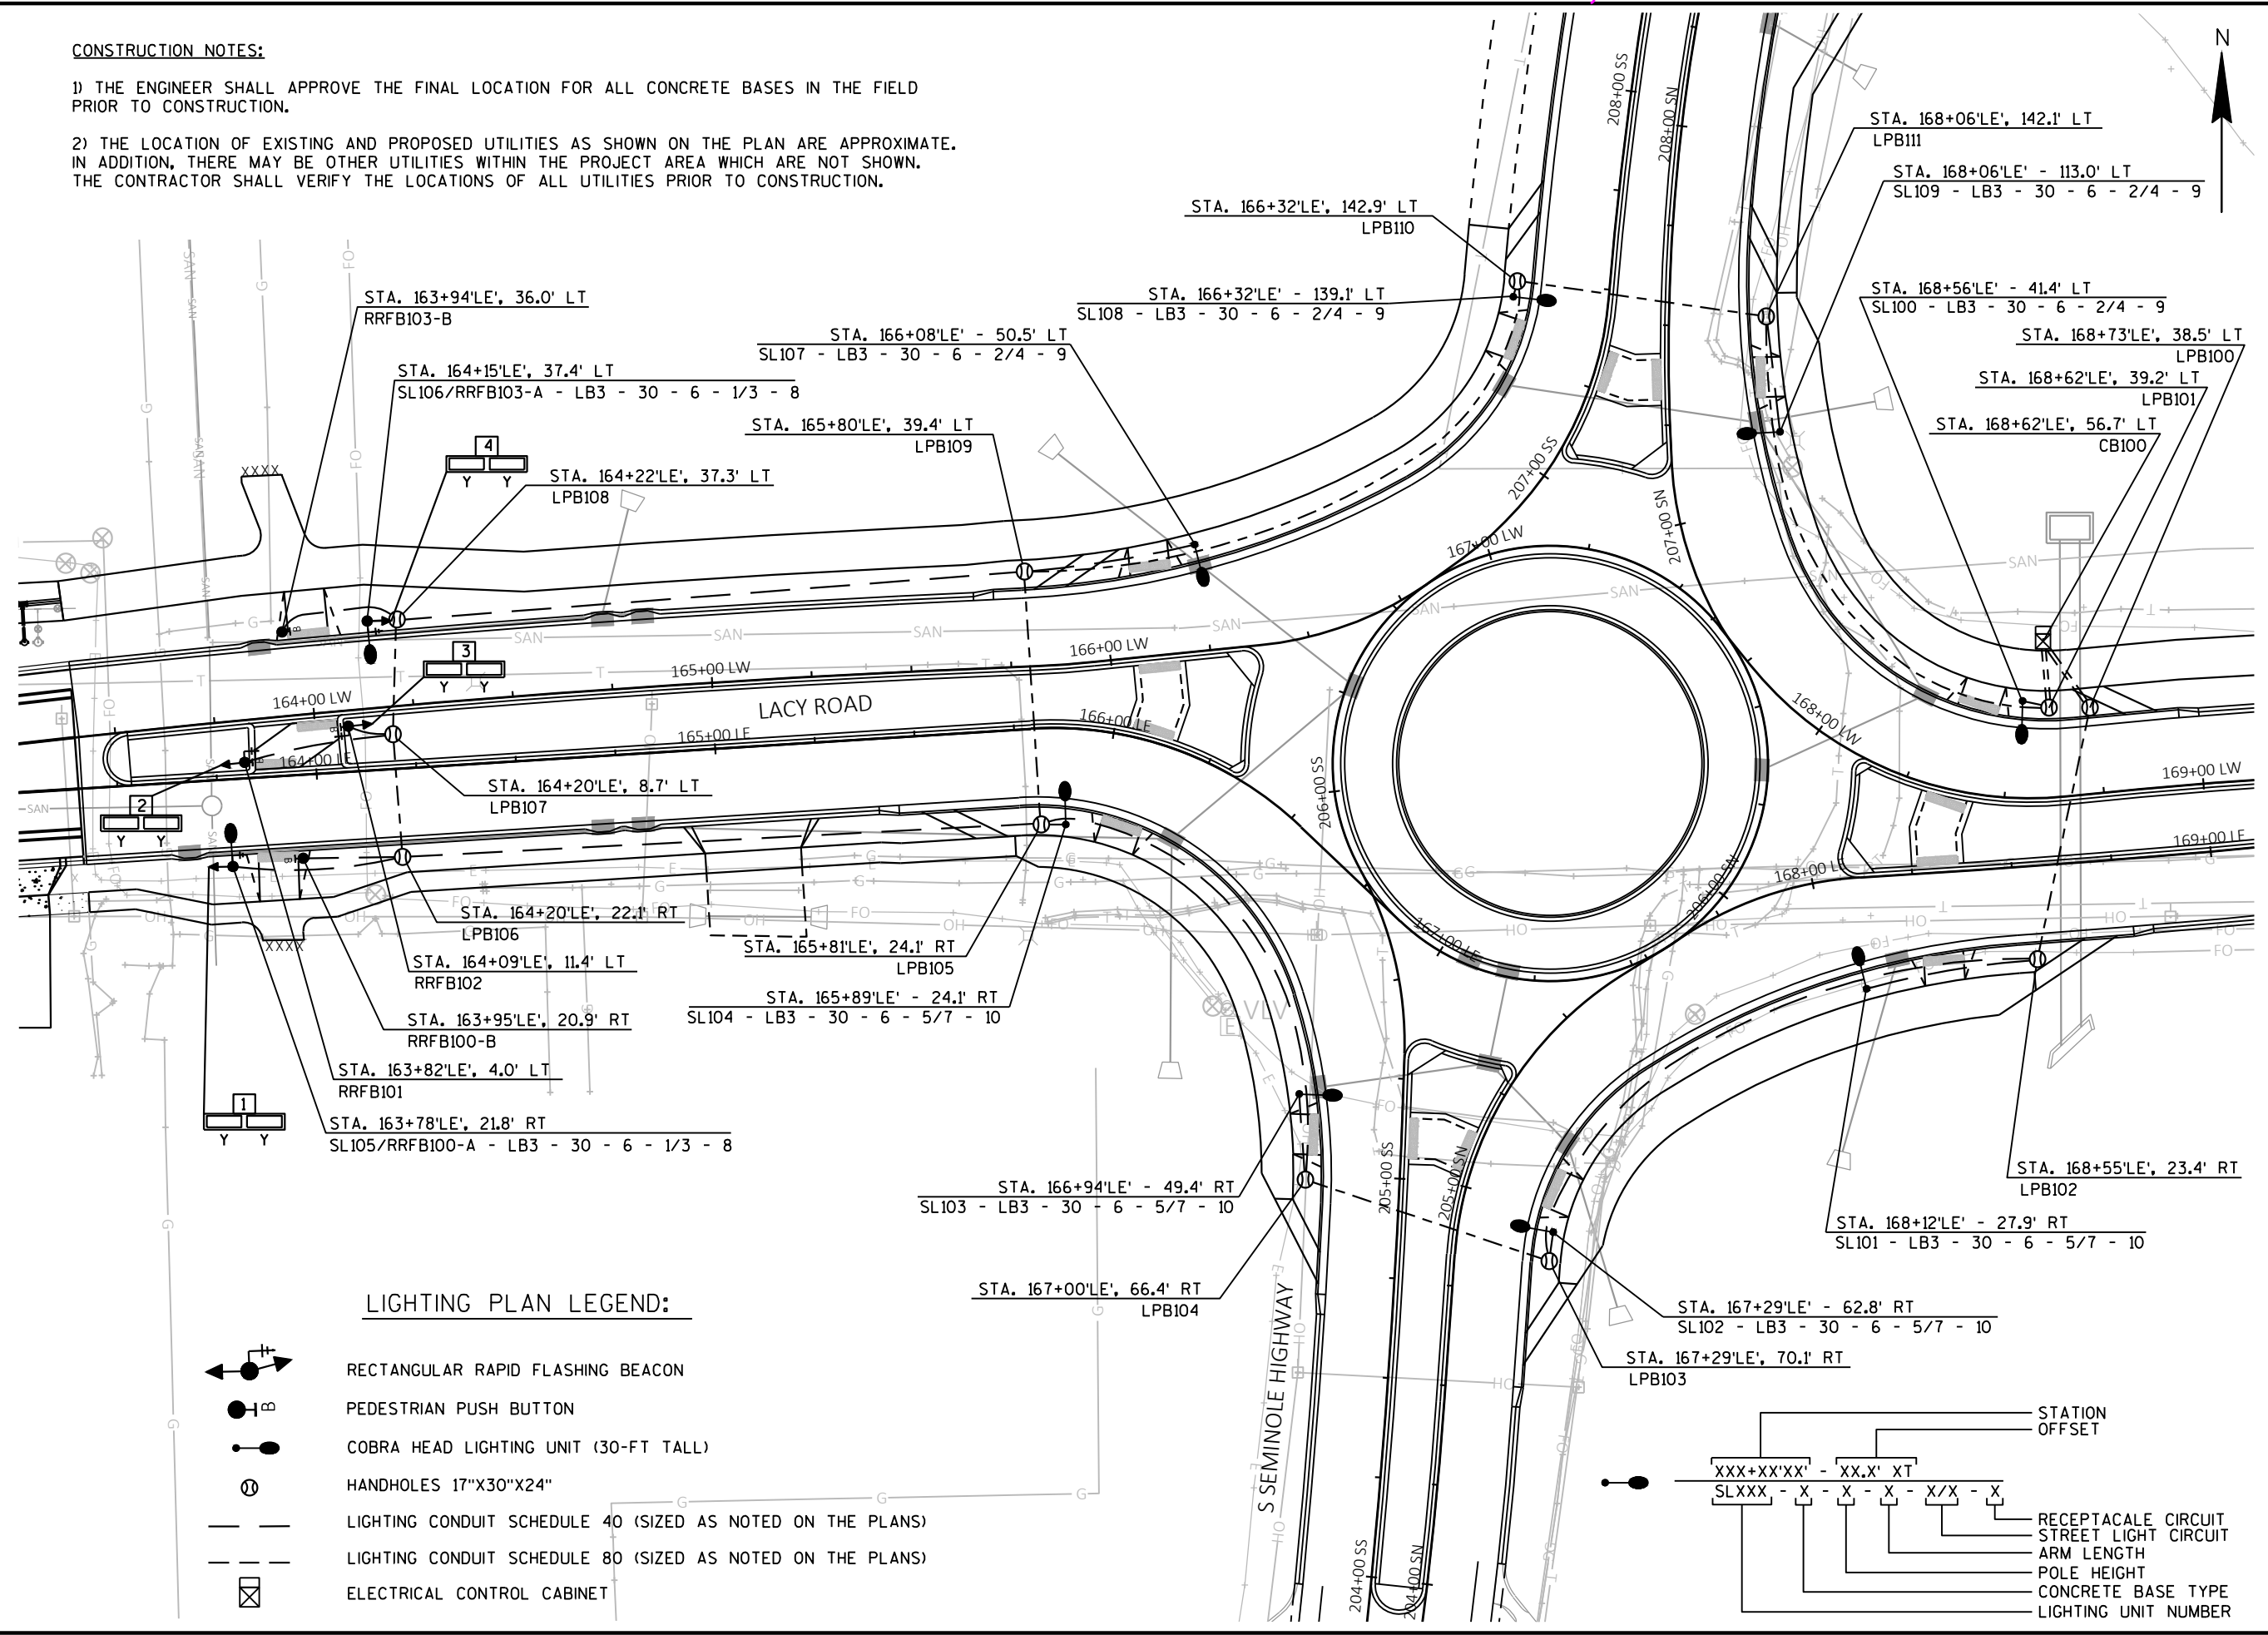 CONSTRUCTION NOTES:
1) THE ENGINEER SHALL APPROVE THE FINAL LOCATION FOR ALL CONCRETE BASES IN THE FIELD
PRIOR TO CONSTRUCTION.
2) THE LOCATION OF EXISTING AND PROPOSED UTILITIES AS SHOWN ON THE PLAN ARE APPROXIMATE.
IN ADDITION, THERE MAY BE OTHER UTILITIES WITHIN THE PROJECT AREA WHICH ARE NOT SHOWN.
THE CONTRACTOR SHALL VERIFY THE LOCATIONS OF ALL UTILITIES PRIOR TO CONSTRUCTION.
N
208+00 SS
208+00 SN
STA. 168+06'LE', 142.1' LT
LPB111
STA. 168+06'LE' - 113.0' LT
SL109 - LB3 - 30 - 6 - 2/4 - 9
STA. 166+32'LE', 142.9' LT
LPB110
STA. 166+32'LE' - 139.1' LT
SL108 - LB3 - 30 - 6 - 2/4 - 9
STA. 168+56'LE' - 41.4' LT
SL100 - LB3 - 30 - 6 - 2/4 - 9
STA. 168+73'LE', 38.5' LT
LPB100
STA. 168+62'LE', 39.2' LT
LPB101
STA. 168+62'LE', 56.7' LT
CB100
STA. 163+94'LE', 36.0' LT
RRFB103-B
STA. 166+08'LE' - 50.5' LT
SL107 - LB3 - 30 - 6 - 2/4 - 9
STA. 164+15'LE', 37.4' LT
SL106/RRFB103-A - LB3 - 30 - 6 - 1/3 - 8
STA. 165+80'LE', 39.4' LT
LPB109
4
Y Y
STA. 164+22'LE', 37.3' LT
LPB108
XXXX
207+00 SS
207+00 SN
167+00 LW
SAN
SAN
SAN
SAN
SAN
SAN
SAN
3
Y Y
166+00 LW
165+00 LW
164+00 LW
LACY ROAD
166+00 LE
165+00 LE
164+00 LE
168+00 LW
169+00 LW
169+00 LE
168+00 LE
206+00 SS
206+00 SN
167+00 LE
STA. 164+20'LE', 8.7' LT
LPB107
2
Y Y
STA. 164+20'LE', 22.1' RT
LPB106
XXXX
STA. 165+81'LE', 24.1' RT
LPB105
STA. 164+09'LE', 11.4' LT
RRFB102
STA. 165+89'LE' - 24.1' RT
SL104 - LB3 - 30 - 6 - 5/7 - 10
STA. 163+95'LE', 20.9' RT
RRFB100-B
VLV
E
STA. 163+82'LE', 4.0' LT
RRFB101
1
Y Y
STA. 163+78'LE', 21.8' RT
SL105/RRFB100-A - LB3 - 30 - 6 - 1/3 - 8
STA. 166+94'LE' - 49.4' RT
SL103 - LB3 - 30 - 6 - 5/7 - 10
205+00 SS
205+00 SN
STA. 168+55'LE', 23.4' RT
LPB102
STA. 168+12'LE' - 27.9' RT
SL101 - LB3 - 30 - 6 - 5/7 - 10
STA. 167+00'LE', 66.4' RT
LPB104
STA. 167+29'LE' - 62.8' RT
SL102 - LB3 - 30 - 6 - 5/7 - 10
STA. 167+29'LE', 70.1' RT
LPB103
S SEMINOLE HIGHWAY
204+00 SS
204+00 SN
LIGHTING PLAN LEGEND:
RECTANGULAR RAPID FLASHING BEACON
B PEDESTRIAN PUSH BUTTON
COBRA HEAD LIGHTING UNIT (30-FT TALL)
HANDHOLES 17"X30"X24"
LIGHTING CONDUIT SCHEDULE 40 (SIZED AS NOTED ON THE PLANS)
LIGHTING CONDUIT SCHEDULE 80 (SIZED AS NOTED ON THE PLANS)
ELECTRICAL CONTROL CABINET
STATION
OFFSET
XXX+XX'XX' - XX.X' XT
SLXXX - X - X - X - X/X - X
RECEPTACALE CIRCUIT
STREET LIGHT CIRCUIT
ARM LENGTH
POLE HEIGHT
CONCRETE BASE TYPE
LIGHTING UNIT NUMBER